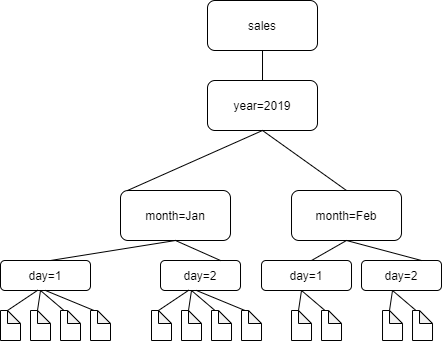 sales
year=2019
month=Jan
month=Feb
day=1
day=2
day=1
day=2